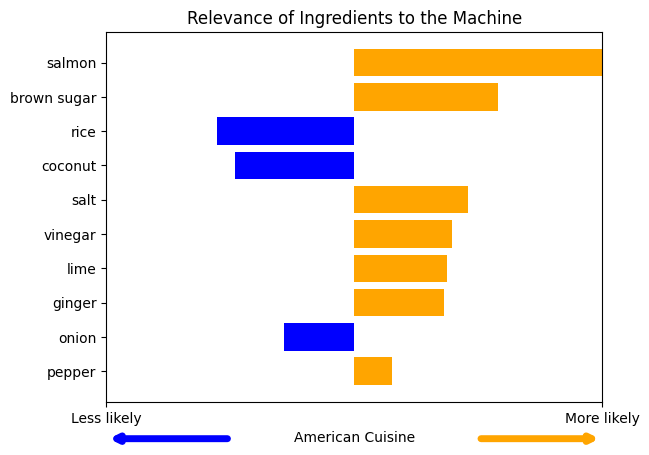 Relevance of Ingredients to the Machine
salmon
brown sugar
rice
coconut
salt
vinegar
lime
ginger
onion
pepper
Less likely
More likely
American Cuisine